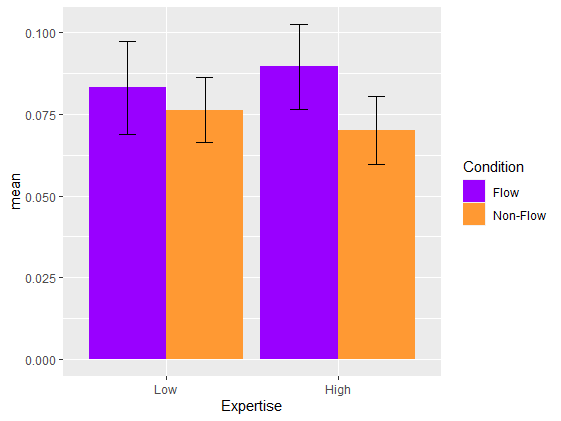 0.100
0.075
0.050
0.025
0.000
mean
Low
High
Expertise
Condition
Flow
Non-Flow